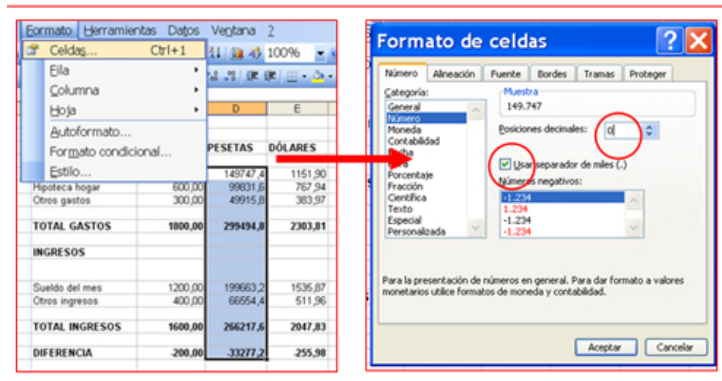 Formato Herramientas Datos Ventana 2
Celdas... Ctrl+1
100%
Fila
Columna
Hoja
Autoformato...
Formato condicional...
Estilo...
D E
PESETAS DÓLARES
149747,4 1151,90
Hipoteca hogar 600,00 99831,6 767,94
Otros gastos 300,00 49915,8 383,97
TOTAL GASTOS 1800,00 299494,8 2303,81
INGRESOS
Sueldo del mes 1200,00 199663,2 1535,87
Otros ingresos 400,00 66554,4 511,96
TOTAL INGRESOS 1600,00 266217,6 2047,83
DIFERENCIA -200,00 -33277,2 -255,98
Formato de celdas
Número Alineación Fuente Bordes Tramas Proteger
Categoría:
General
Número
Moneda
Contabilidad
Fecha
Hora
Porcentaje
Fracción
Científica
Texto
Especial
Personalizada
Muestra
149.747
Posiciones decimales: 0
Usar separador de miles (.)
Números negativos:
-1.234
1.234
-1.234
-1.234
Para la presentación de números en general. Para dar formato a valores
monetarios utilice formatos de moneda y contabilidad.
Aceptar Cancelar